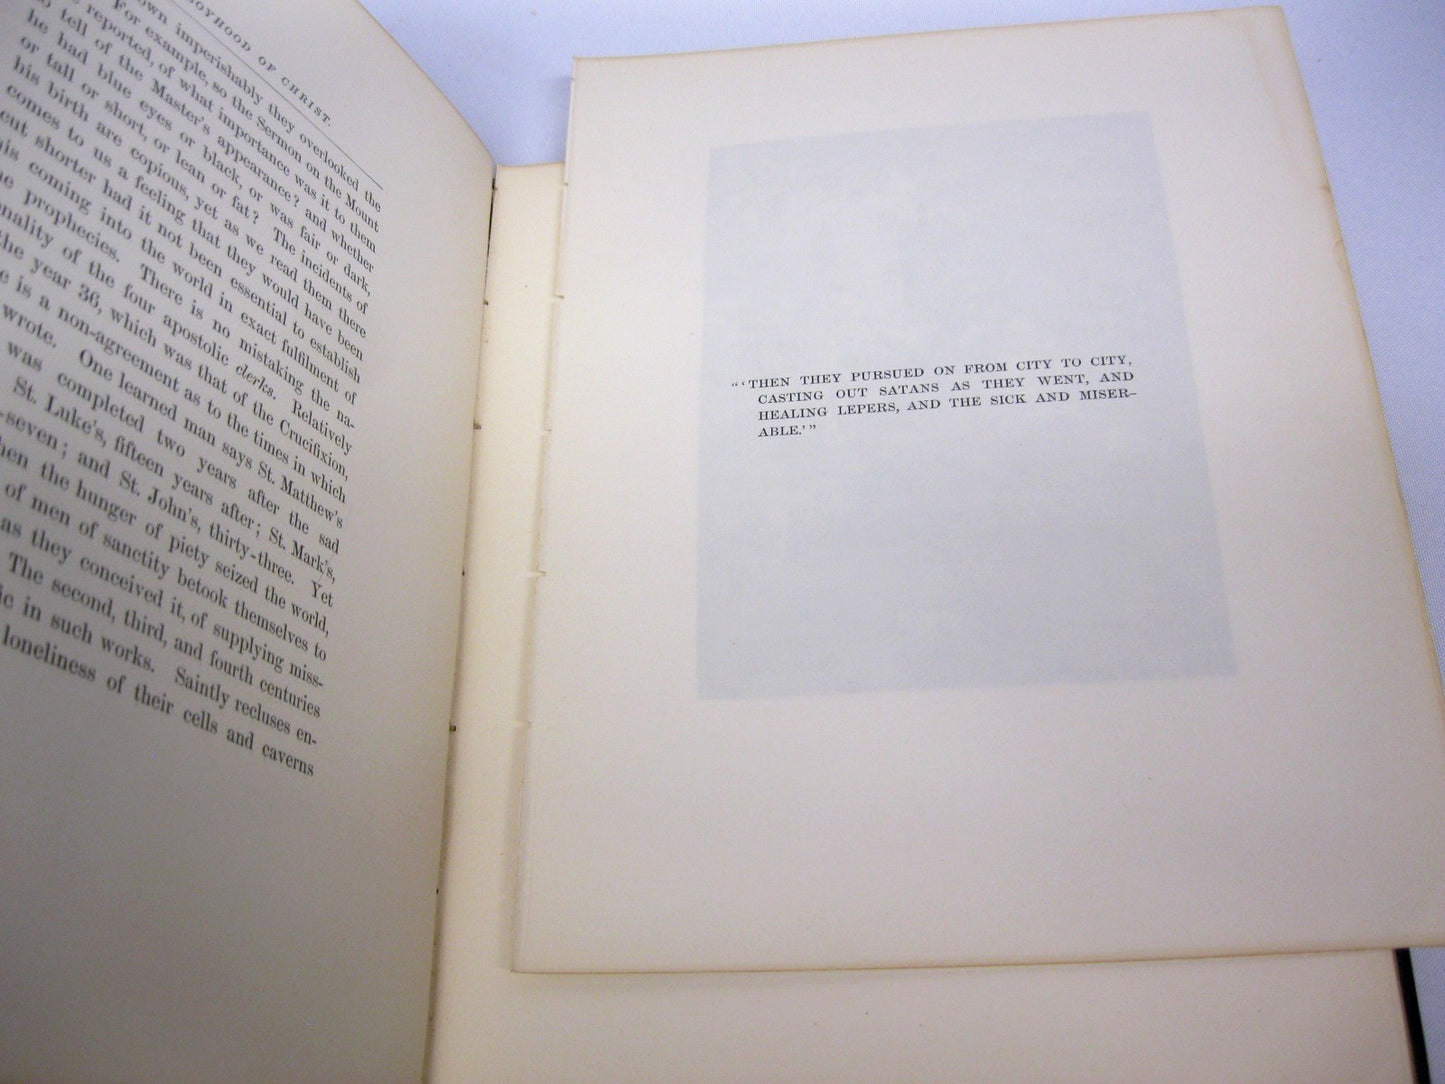 OYHOOD OF CHRIST.
own imperishably they overlooked the
For example, so the Sermon on the Mount
reported, of what importance was it to them
to tell of the Master's appearance? and whether
he had blue eyes or black, or was fair or dark,
or tall or short, or lean or fat? The incidents of
his birth are copious, yet as we read them there
comes to us a feeling that they would have been
cut shorter had it not been essential to establish
his coming into the world in exact fulfilment of
the prophecies. There is no mistaking the na-
onality of the four apostolic clerks. Relatively
the year 36, which was that of the Crucifixion,
e is a non-agreement as to the times in which
wrote. One learned man says St. Matthew's
was completed two years after the sad
St. Luke's, fifteen years after; St. Mark's,
-seven; and St. John's, thirty-three. Yet
hen the hunger of piety seized the world,
of men of sanctity betook themselves to
as they conceived it, of supplying miss-
The second, third, and fourth centuries
ic in such works. Saintly recluses en-
loneliness of their cells and caverns
"'THEN THEY PURSUED ON FROM CITY TO CITY,
CASTING OUT SATANS AS THEY WENT, AND
HEALING LEPERS, AND THE SICK AND MISER-
ABLE.'"